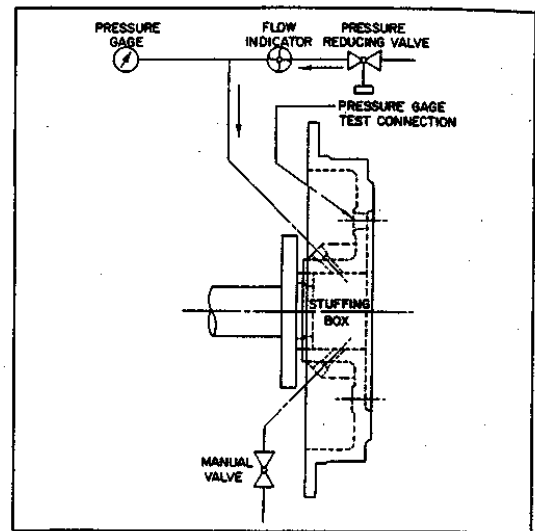 PRESSURE
GAGE
FLOW
INDICATOR
PRESSURE
REDUCING VALVE
PRESSURE GAGE
TEST CONNECTION
STUFFING
BOX
MANUAL
VALVE